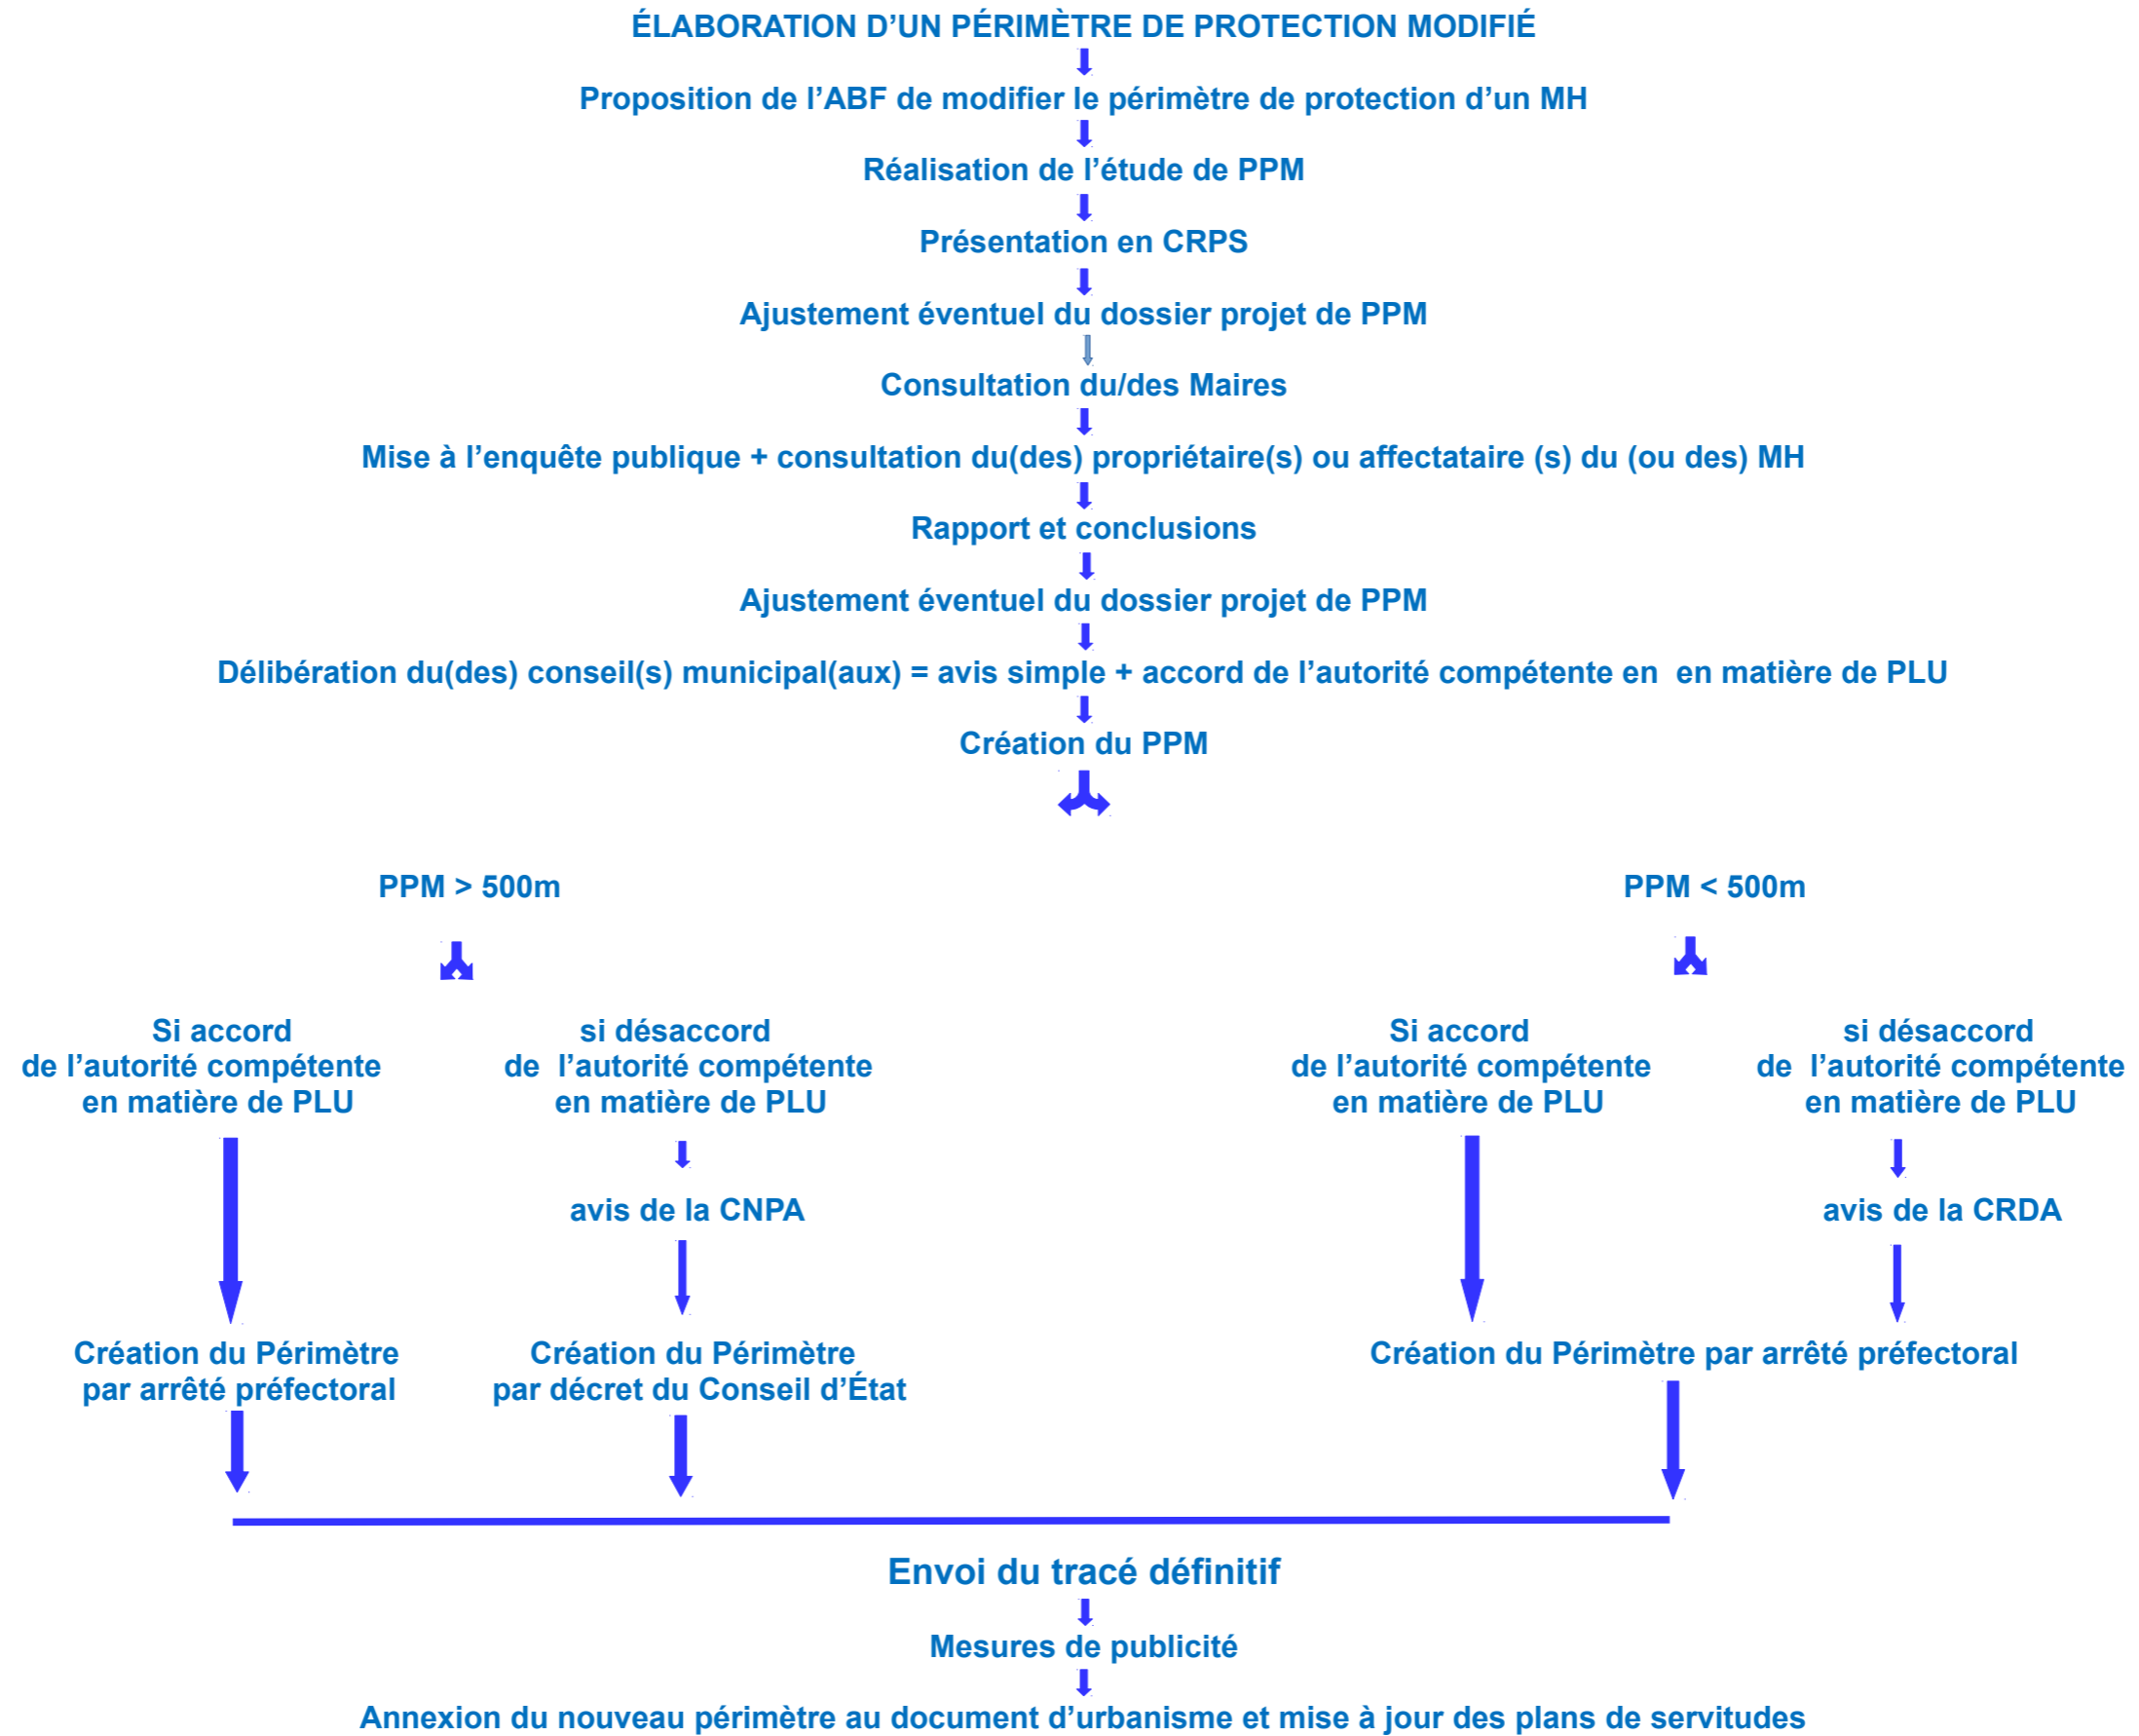 ÉLABORATION D’UN PÉRIMÈTRE DE PROTECTION MODIFIÉ
Proposition de l’ABF de modifier le périmètre de protection d’un MH
Réalisation de l’étude de PPM
Présentation en CRPS
Ajustement éventuel du dossier projet de PPM
Consultation du/des Maires
Mise à l’enquête publique + consultation du(des) propriétaire(s) ou affectataire (s) du (ou des) MH
Rapport et conclusions
Ajustement éventuel du dossier projet de PPM
Délibération du(des) conseil(s) municipal(aux) = avis simple + accord de l’autorité compétente en  en matière de PLU
Création du PPM
PPM > 500m
PPM < 500m
Si accord
de l’autorité compétente
en matière de PLU
si désaccord
de  l’autorité compétente
en matière de PLU
Si accord
de l’autorité compétente
en matière de PLU
si désaccord
de  l’autorité compétente
en matière de PLU
avis de la CNPA
avis de la CRDA
Création du Périmètre
par arrêté préfectoral
Création du Périmètre
par décret du Conseil d’État
Création du Périmètre par arrêté préfectoral
Envoi du tracé définitif
Mesures de publicité
Annexion du nouveau périmètre au document d’urbanisme et mise à jour des plans de servitudes